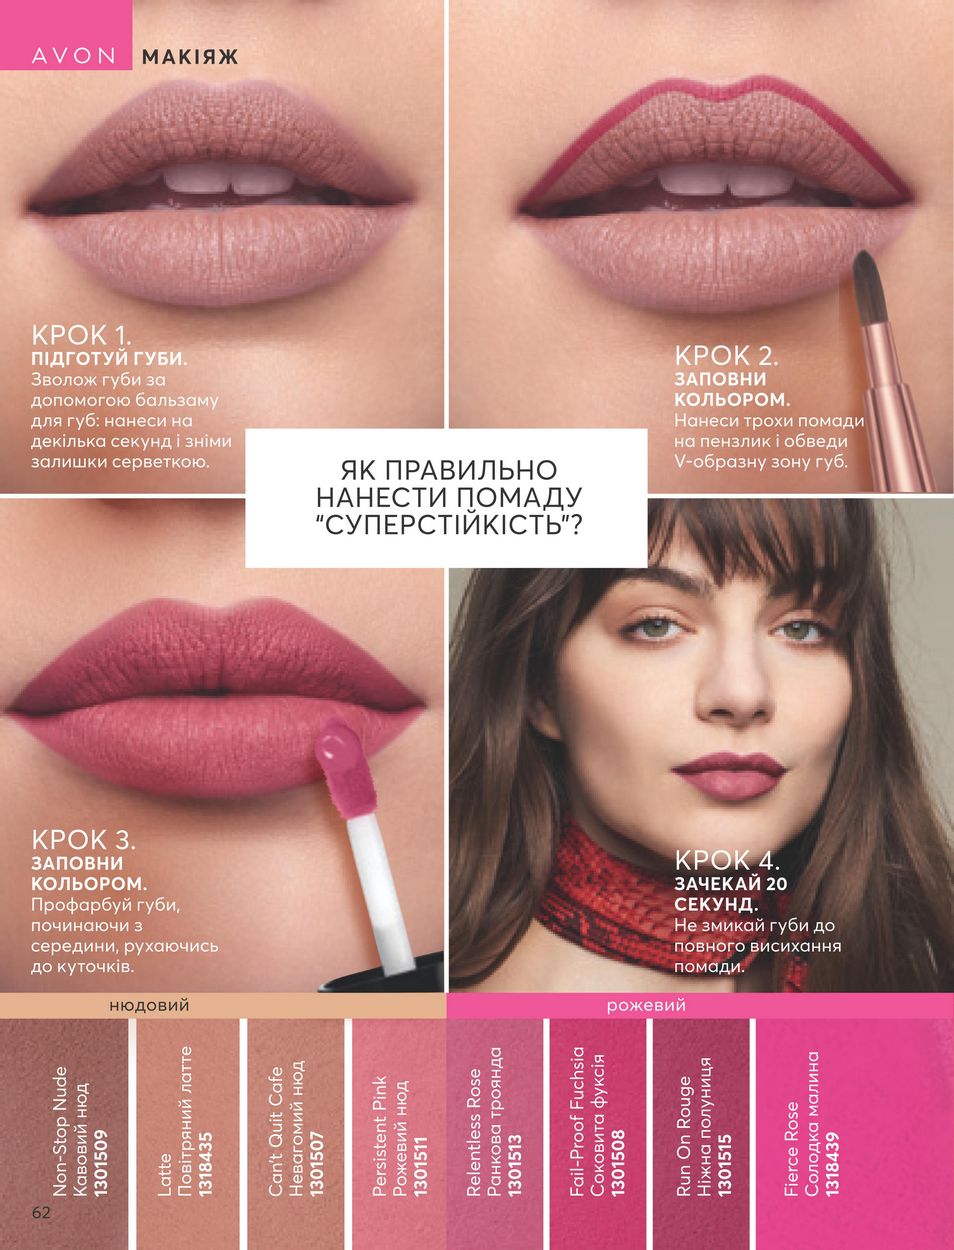 AVON МАКІЯЖ
КРОК 1.
ПІДГОТУЙ ГУБИ.
Зволож губи за
допомогою бальзаму
для губ: нанеси на
декілька секунд і зніми
залишки серветкою.
КРОК 2.
ЗАПОВНИ
КОЛЬОРОМ.
Нанеси трохи помади
на пензлик і обведи
V-образну зону губ.
ЯК ПРАВИЛЬНО
НАНЕСТИ ПОМАДУ
“СУПЕРСТІЙКІСТЬ”?
КРОК 3.
ЗАПОВНИ
КОЛЬОРОМ.
Профарбуй губи,
починаючи з
середини, рухаючись
до куточків.
КРОК 4.
ЗАЧЕКАЙ 20
СЕКУНД.
Не змикай губи до
повного висихання
помади.
нюдовий
рожевий
Non-Stop Nude
Кавовий нюд
1301509
Latte
Повітряний латте
1318435
Can't Quit Cafe
Невагомий нюд
1301507
Persistent Pink
Рожевий нюд
1301511
Relentless Rose
Ранкова троянда
1301513
Fail-Proof Fuchsia
Соковита фуксія
1301508
Run On Rouge
Ніжна полуниця
1301515
Fierce Rose
Солодка малина
1318439
62